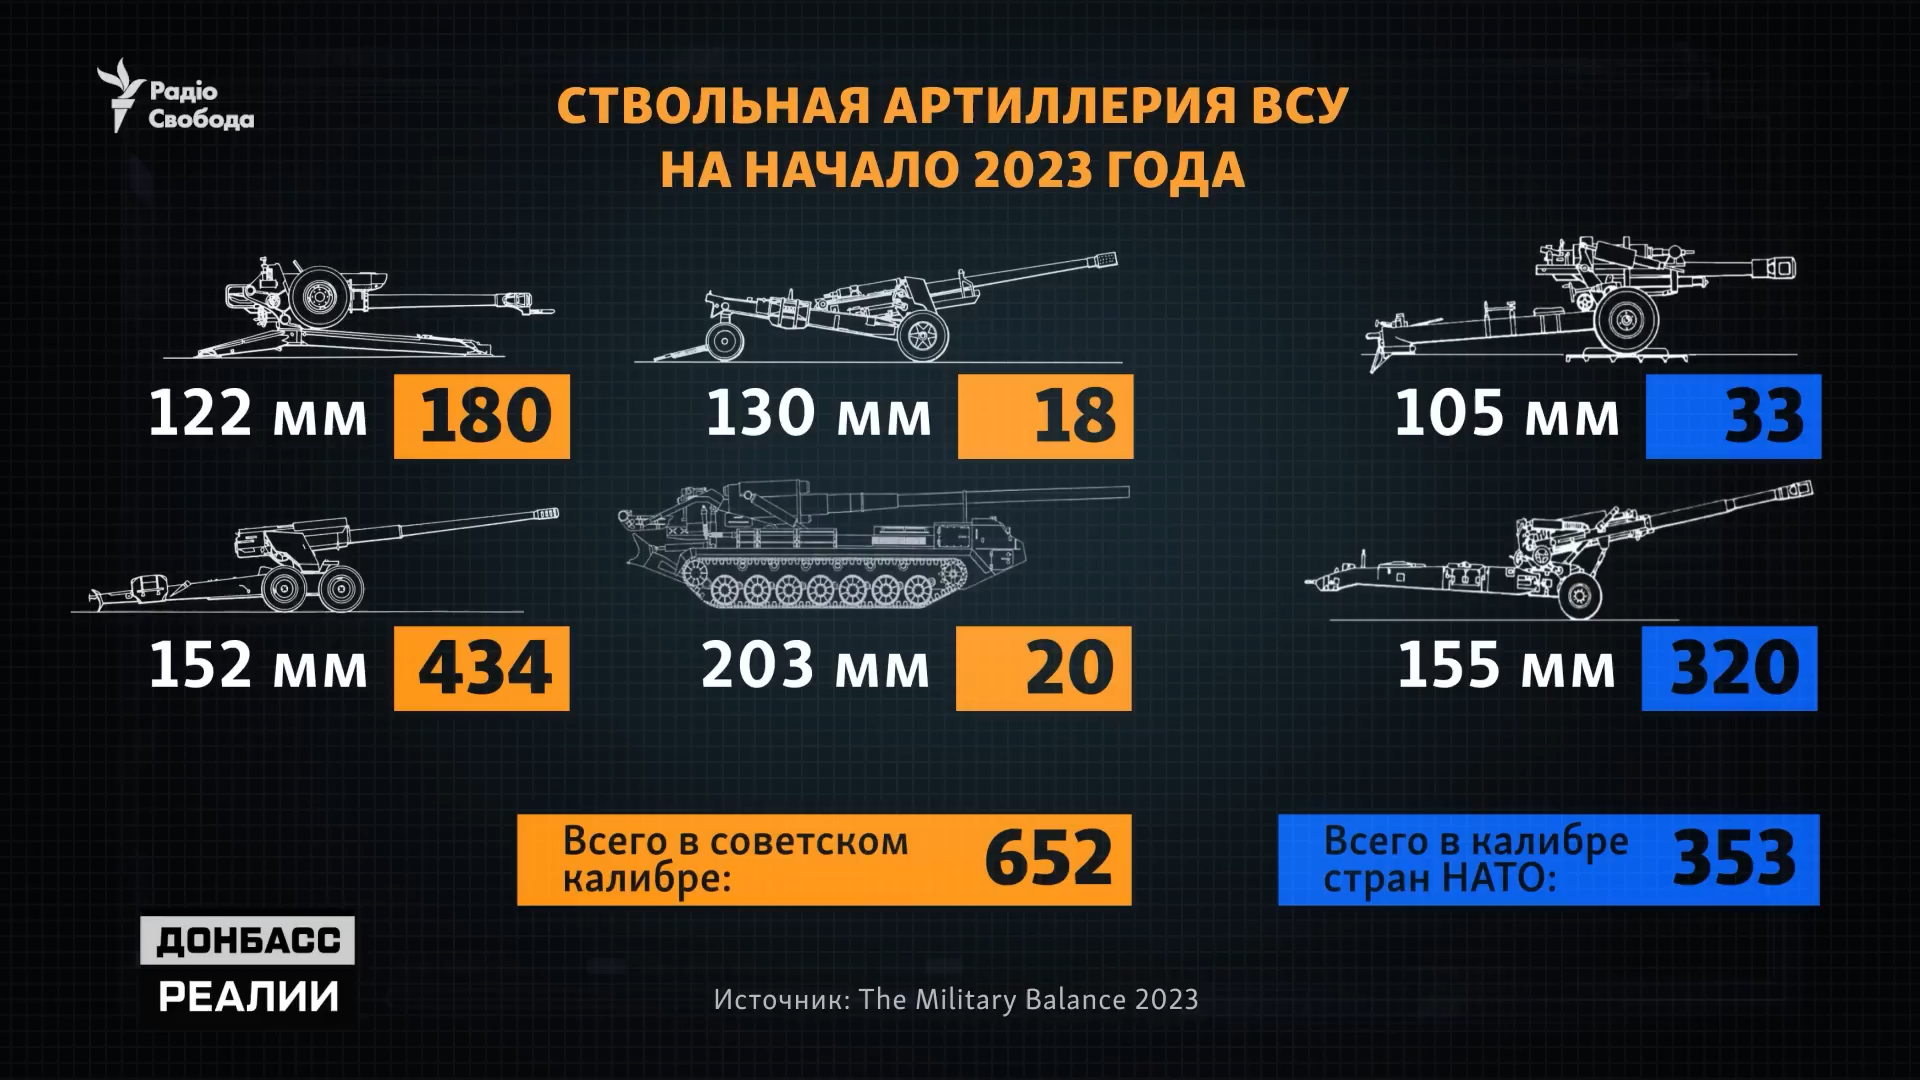 Радіо
Свобода
СТВОЛЬНАЯ АРТИЛЛЕРИЯ ВСУ
НА НАЧАЛО 2023 ГОДА
122 мм 180
130 мм 18
105 мм 33
152 мм 434
203 мм 20
155 мм 320
Всего в советском
калибре: 652
Всего в калибре
стран НАТО: 353
ДОНБАСС
РЕАЛИИ
Источник: The Military Balance 2023